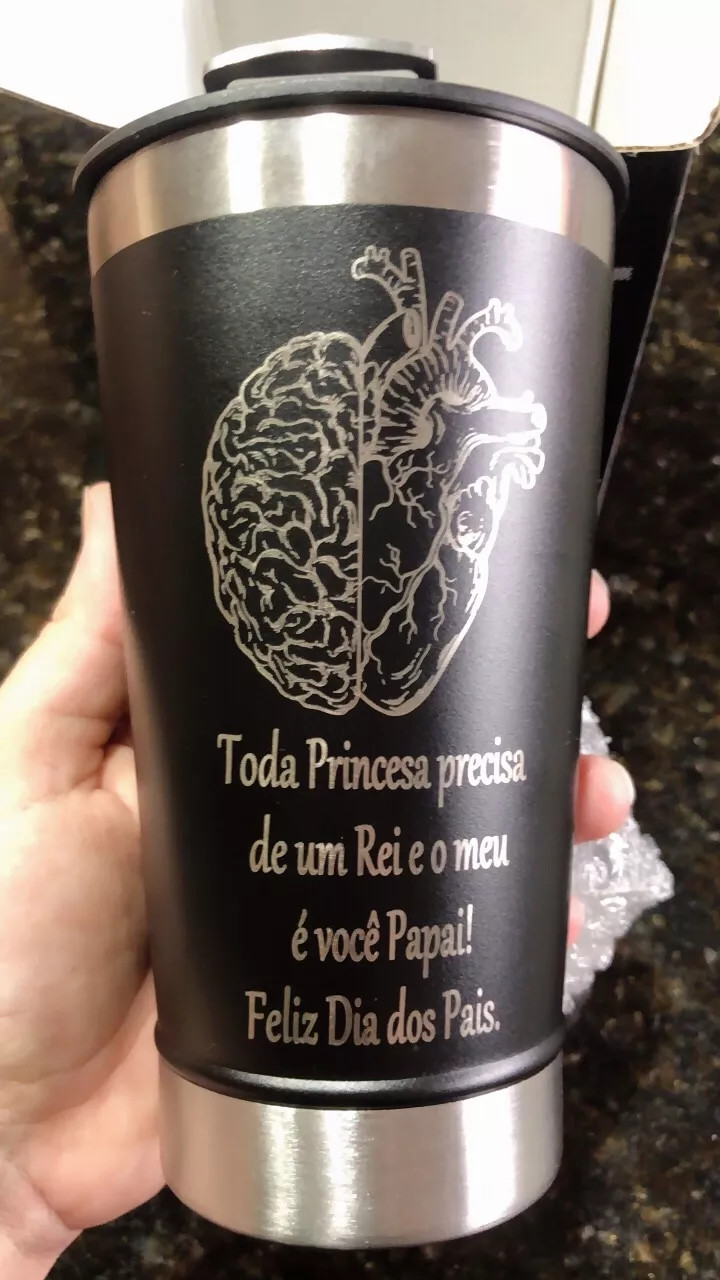 Toda Princesa precisa
de um Rei e o meu
é você Papai!
Feliz Dia dos Pais.